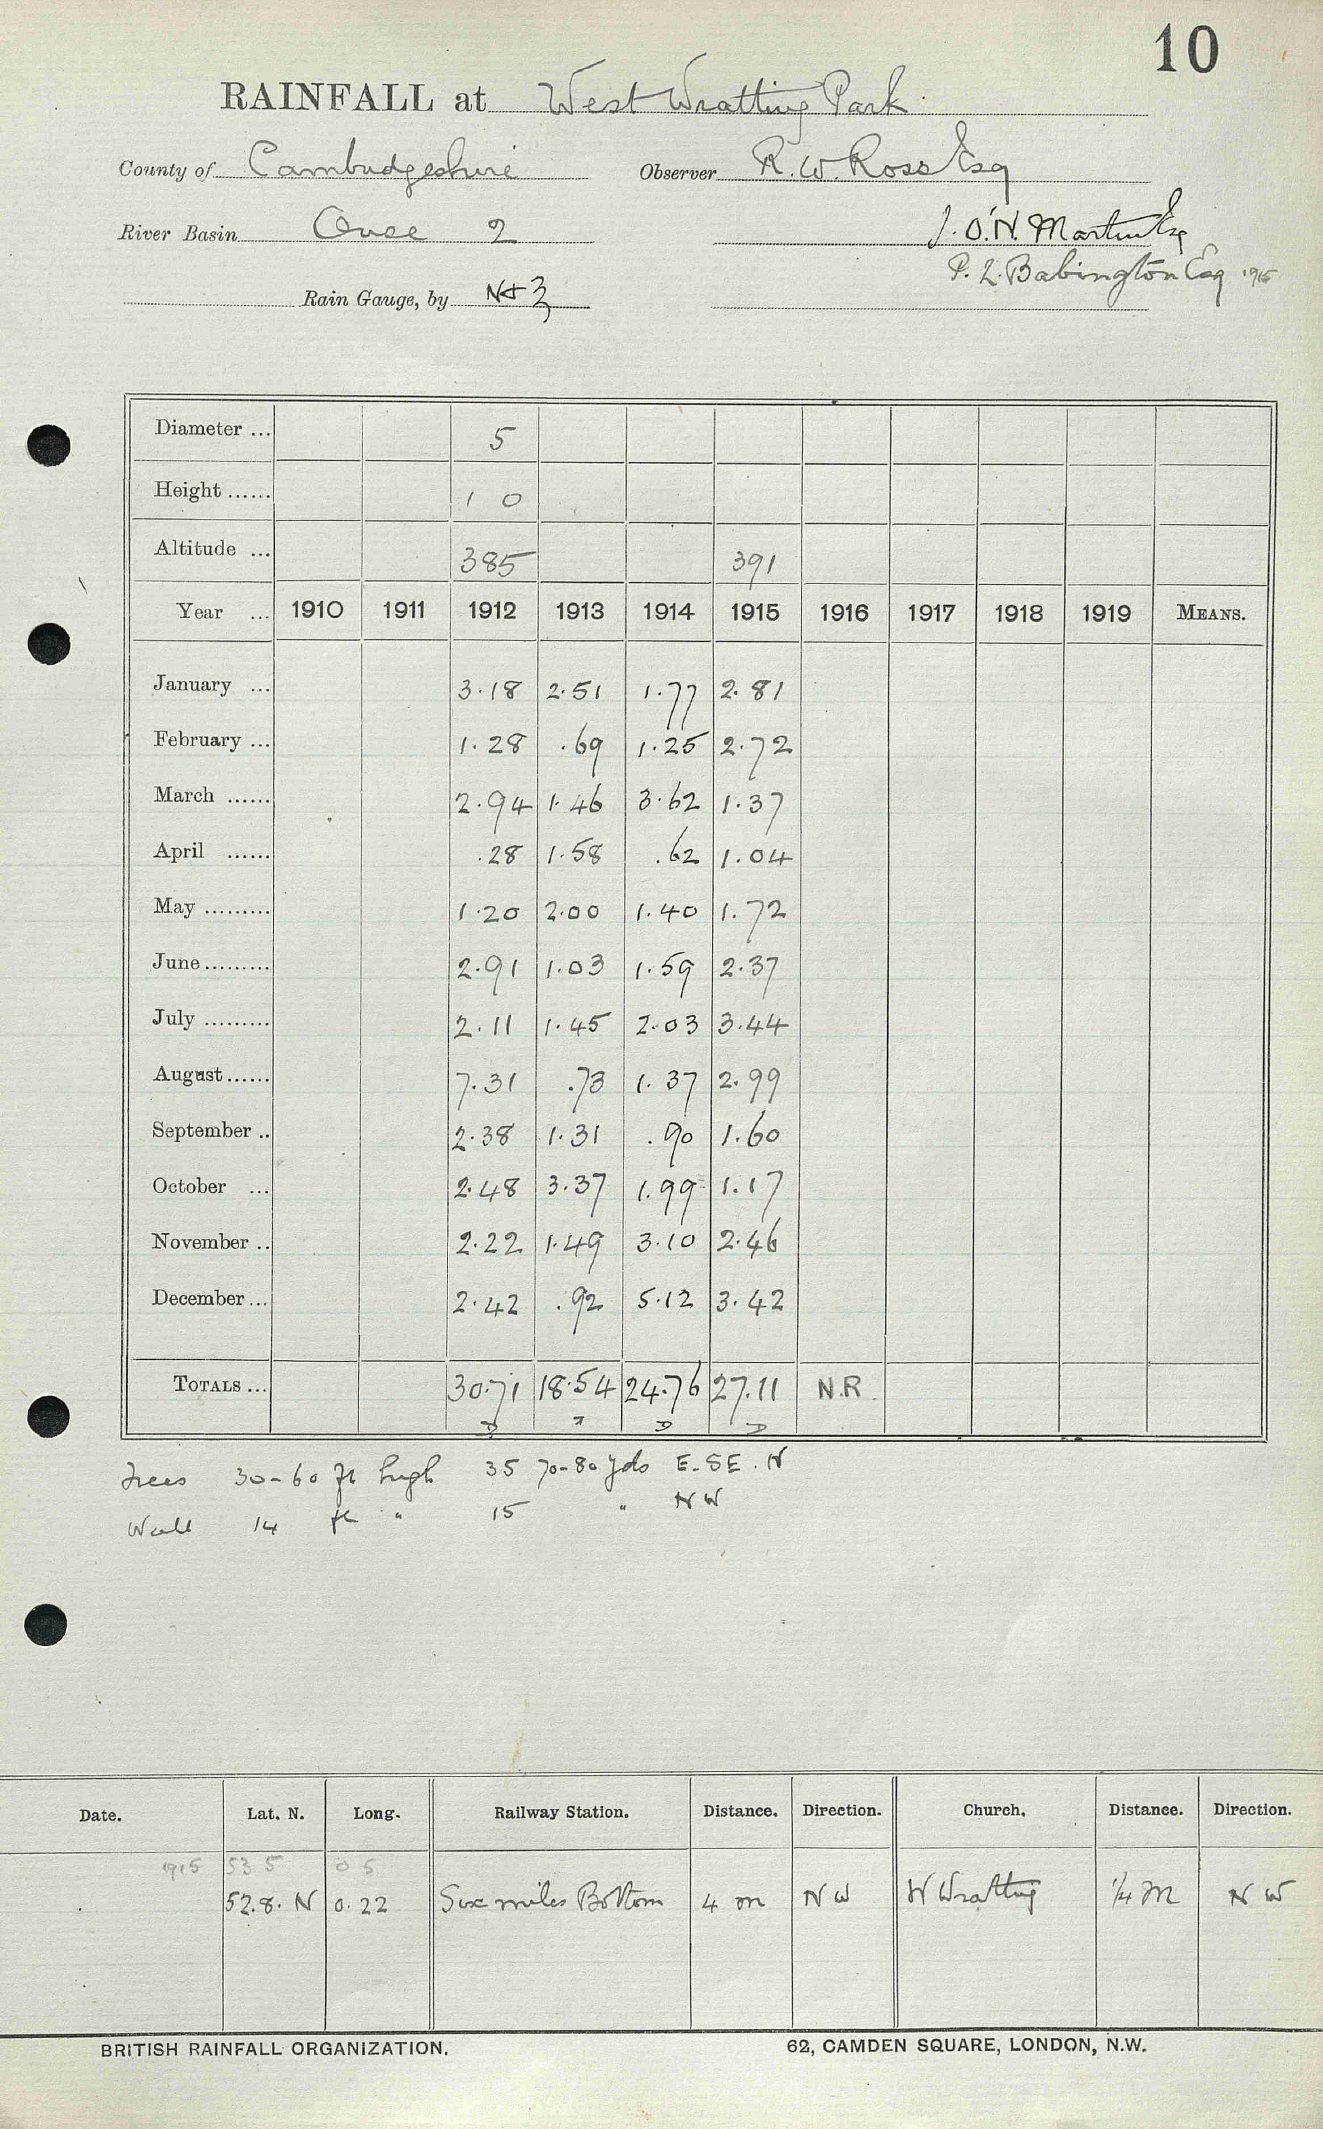 10
RAINFALL at West Wratting Park
County of Cambridgeshire Observer R. W. Ross Esq
River Basin Ouse 2 J. O'N. Martin Esq
P. L. Babington Esq 1915
Rain Gauge, by N+3
Diameter ... 5
Height ...... 1 0
Altitude ... 385 391
Year ... 1910 1911 1912 1913 1914 1915 1916 1917 1918 1919 MEANS.
January ... 3.18 2.51 1.77 2.81
February ... 1.28 .69 1.25 2.72
March ...... 2.94 1.46 3.62 1.37
April ...... .28 1.58 .62 1.04
May ......... 1.20 2.00 1.40 1.72
June ......... 2.91 1.03 1.59 2.37
July ......... 2.11 1.45 2.03 3.44
August ...... 7.31 .73 1.37 2.99
September .. 2.38 1.31 .90 1.60
October ... 2.48 3.37 1.99 1.17
November .. 2.22 1.49 3.10 2.46
December ... 2.42 .92 5.12 3.42
TOTALS ... 30.71 18.54 24.76 27.11 N.R.
Trees 30-60 ft high 35 70-80 yds E. SE. N
Wall 14 ft " 15 " NW
Date. Lat. N. Long. Railway Station. Distance. Direction. Church. Distance. Direction.
1915 53 5 0 5
52.8. N 0.22 Six miles Bottom 4 m NW W Wratting 1/4 M NW
BRITISH RAINFALL ORGANIZATION. 62, CAMDEN SQUARE, LONDON, N.W.